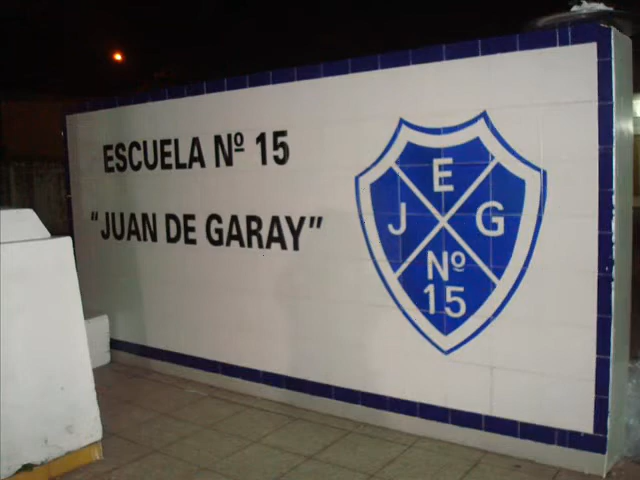 ESCUELA Nº 15
"JUAN DE GARAY"
E
J G
Nº
15